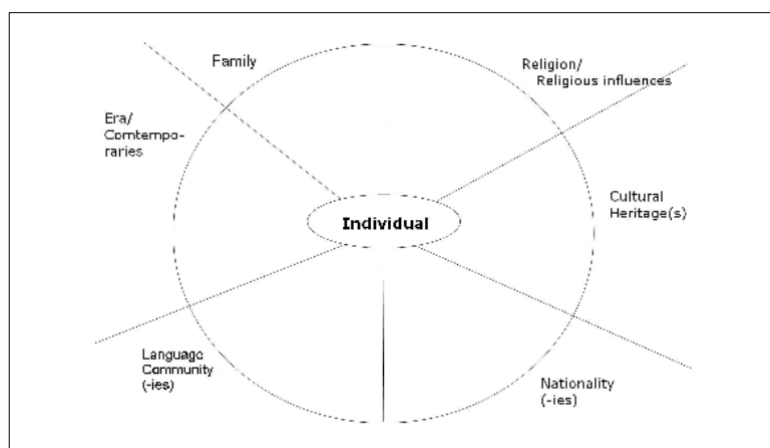 Family
Religion/
Religious influences
Era/
Comtempo-
raries
Cultural
Heritage(s)
Individual
Language
Community
(-ies)
Nationality
(-ies)